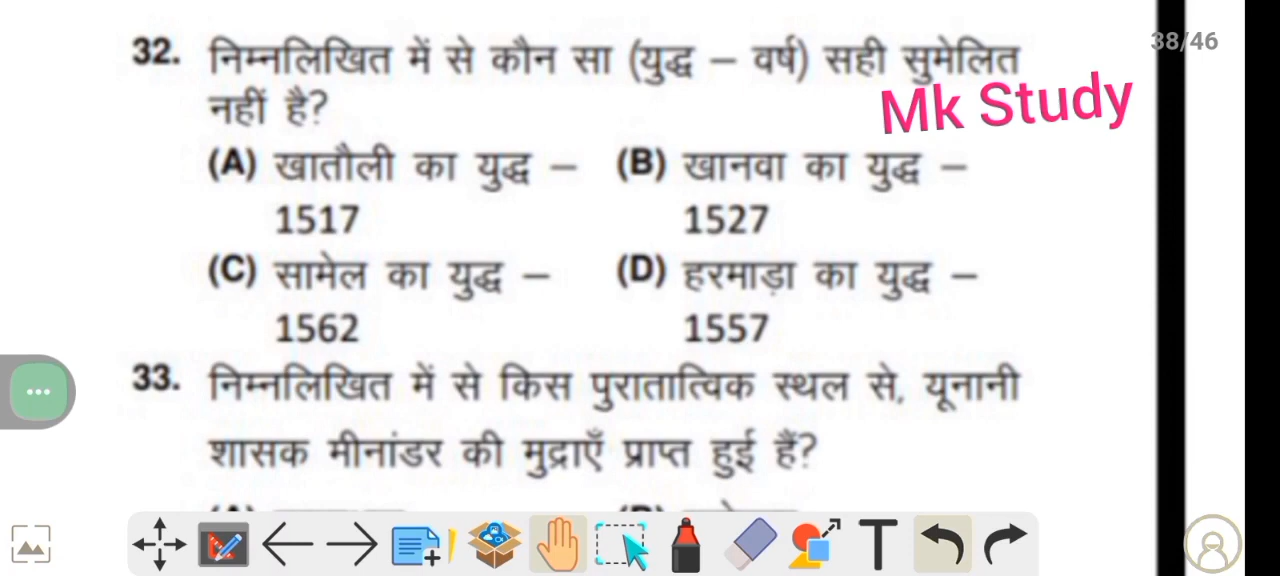 38/46
32. निम्नलिखित में से कौन सा (युद्ध – वर्ष) सही सुमेलित
नहीं है?
Mk Study
(A) खातौली का युद्ध – (B) खानवा का युद्ध –
1517 1527
(C) सामेल का युद्ध – (D) हरमाड़ा का युद्ध –
1562 1557
33. निम्नलिखित में से किस पुरातात्विक स्थल से, यूनानी
शासक मीनांडर की मुद्राएँ प्राप्त हुई हैं?